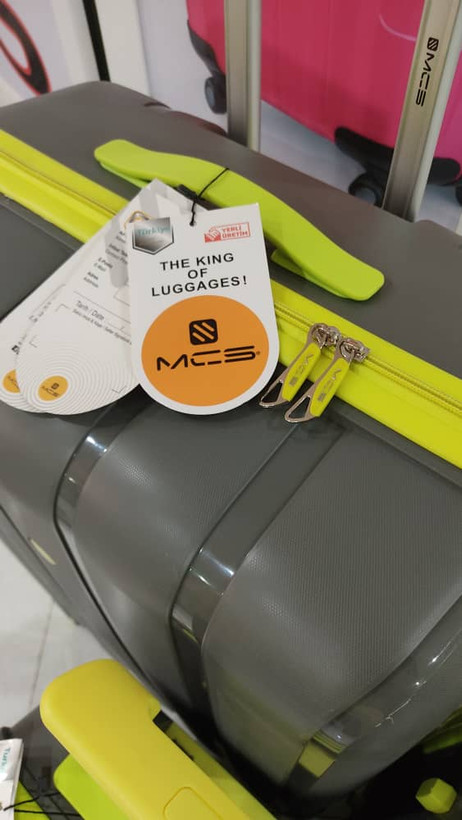 MCS
Türkiye
YERLİ
ÜRETİM
THE KING
OF
LUGGAGES!
MCS
Tarih / Date